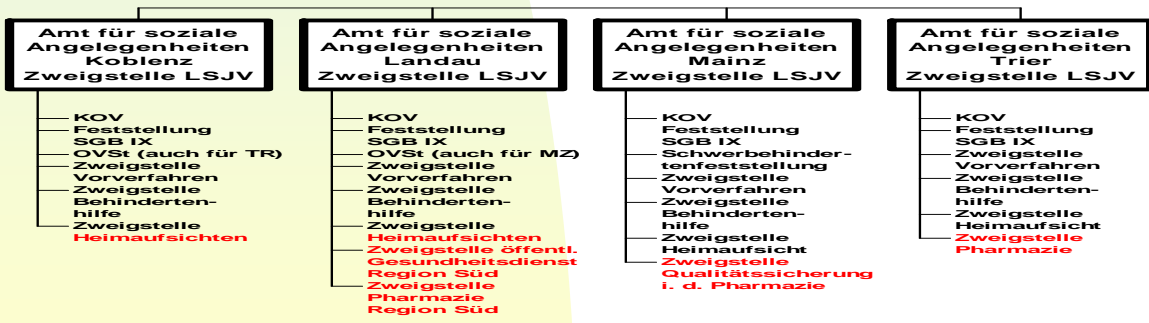 Amt für soziale
Angelegenheiten
Koblenz
Zweigstelle LSJV
KOV
Feststellung
SGB IX
OVSt (auch für TR)
Zweigstelle
Vorverfahren
Zweigstelle
Behinderten-
hilfe
Zweigstelle
Heimaufsichten
Amt für soziale
Angelegenheiten
Landau
Zweigstelle LSJV
KOV
Feststellung
SGB IX
OVSt (auch für MZ)
Zweigstelle
Vorverfahren
Zweigstelle
Behinderten-
hilfe
Zweigstelle
Heimaufsichten
Zweigstelle öffentl.
Gesundheitsdienst
Region Süd
Zweigstelle
Pharmazie
Region Süd
Amt für soziale
Angelegenheiten
Mainz
Zweigstelle LSJV
KOV
Feststellung
SGB IX
Schwerbehinder-
tenfeststellung
Zweigstelle
Vorverfahren
Zweigstelle
Behinderten-
hilfe
Zweigstelle
Heimaufsicht
Zweigstelle
Qualitätssicherung
i. d. Pharmazie
Amt für soziale
Angelegenheiten
Trier
Zweigstelle LSJV
KOV
Feststellung
SGB IX
Zweigstelle
Vorverfahren
Zweigstelle
Behinderten-
hilfe
Zweigstelle
Heimaufsicht
Zweigstelle
Pharmazie